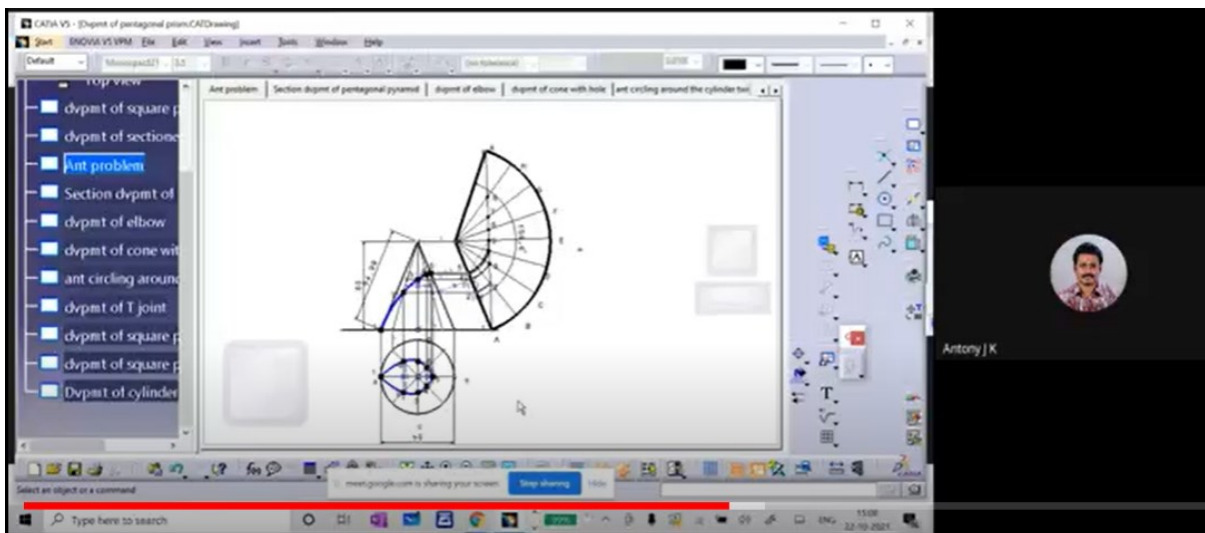 CATIA V5 - [Dvpmt of pentagonal prism.CATDrawing]
Start ENOVIA V5 VPM File Edit View Insert Tools Window Help
Default
(no tolerance)
Ant problem Section dvpmt of pentagonal pyramid dvpmt of elbow dvpmt of cone with hole ant circling around the cylinder twi
Top View
dvpmt of square p
dvpmt of sectione
Ant problem
Section dvpmt of
dvpmt of elbow
dvpmt of cone wit
ant circling aroun
dvpmt of T joint
dvpmt of square p
dvpmt of square p
Dvpmt of cylinder
A
B
C
E
F
Antony J K
meet.google.com is sharing your screen Stop sharing Hide
Select an object or a command
Type here to search
ENG
15:08
22-10-2021